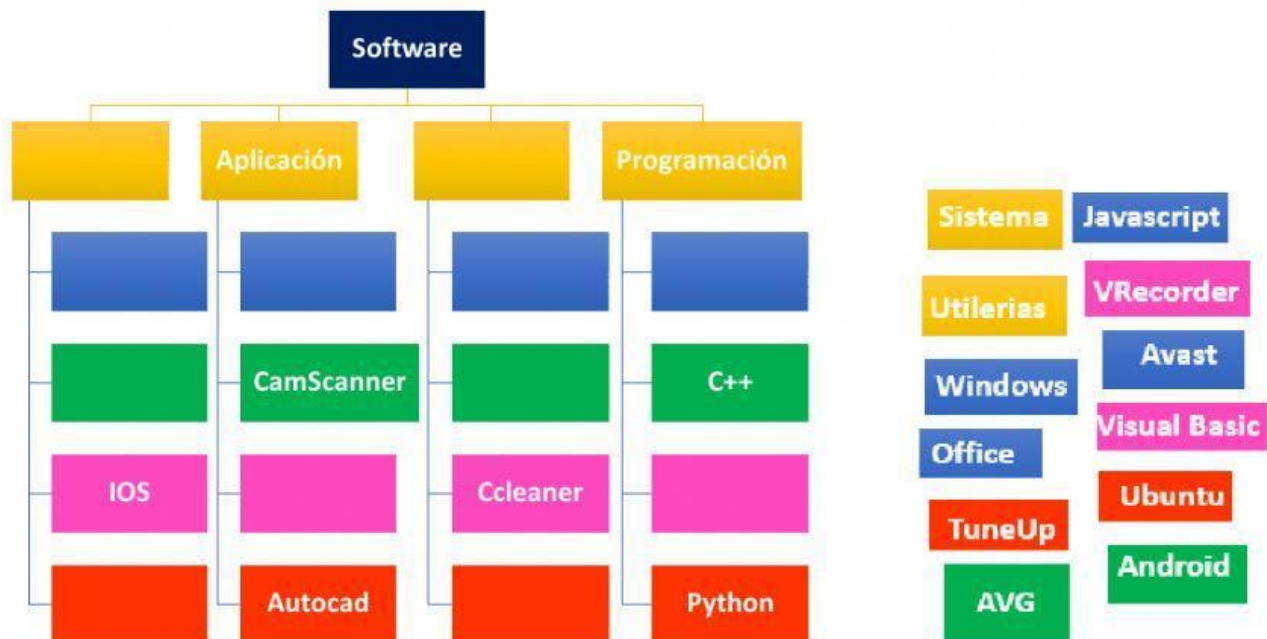 Software
Aplicación
Programación
CamScanner
C++
IOS
Ccleaner
Autocad
Python
Sistema
Javascript
Utilerias
VRecorder
Avast
Windows
Visual Basic
Office
Ubuntu
TuneUp
Android
AVG